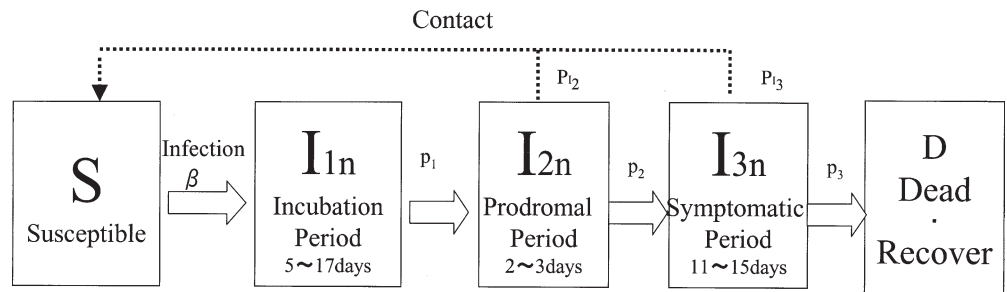 Contact
P_I2
P_I3
S
Susceptible
Infection
β
I1n
Incubation
Period
5～17days
p1
I2n
Prodromal
Period
2～3days
p2
I3n
Symptomatic
Period
11～15days
p3
D
Dead
·
Recover